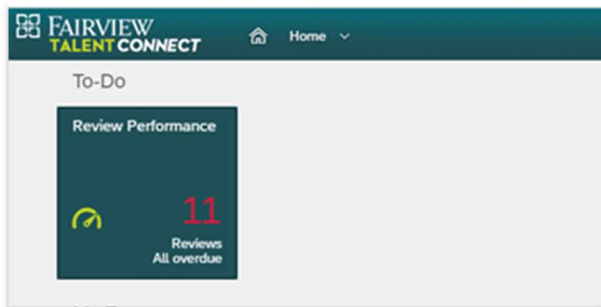 FAIRVIEW
TALENT CONNECT
Home
To-Do
Review Performance
11
Reviews
All overdue